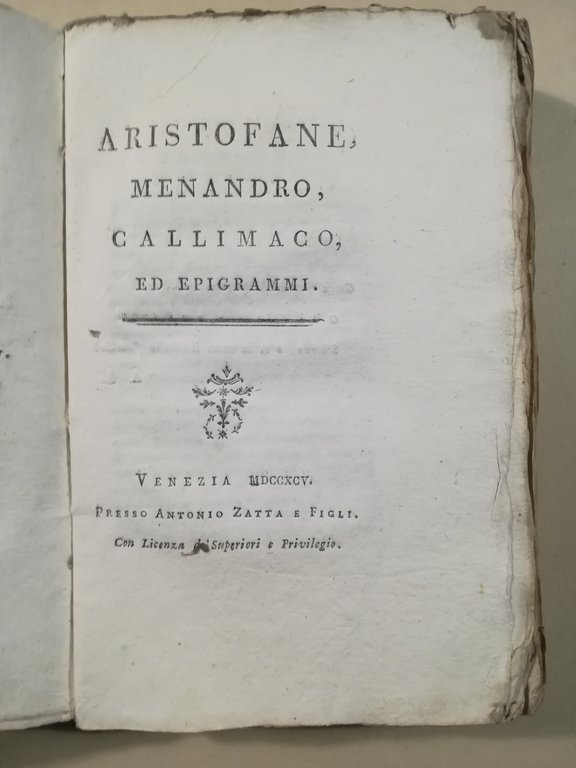 ARISTOFANE,
MENANDRO,
CALLIMACO,
ED EPIGRAMMI.
VENEZIA MDCCXCV.
PRESSO ANTONIO ZATTA E FIGLI.
Con Licenza de' Superiori e Privilegio.